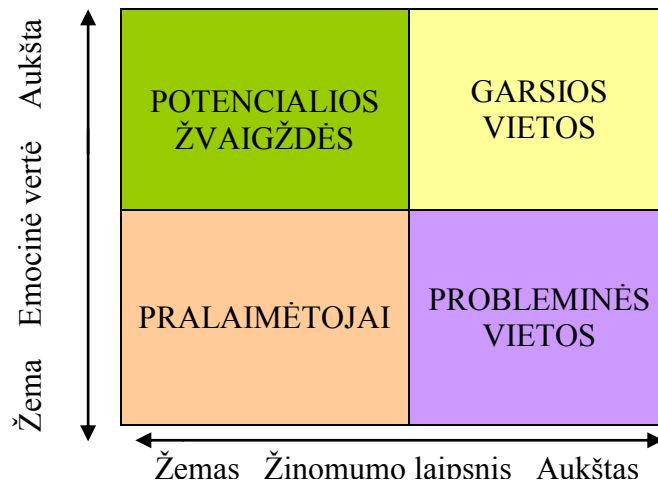 POTENCIALIOS
ŽVAIGŽDĖS
GARSIOS
VIETOS
PRALAIMĖTOJAI
PROBLEMINĖS
VIETOS
Žema Emocinė vertė Aukšta
Žemas Žinomumo laipsnis Aukštas